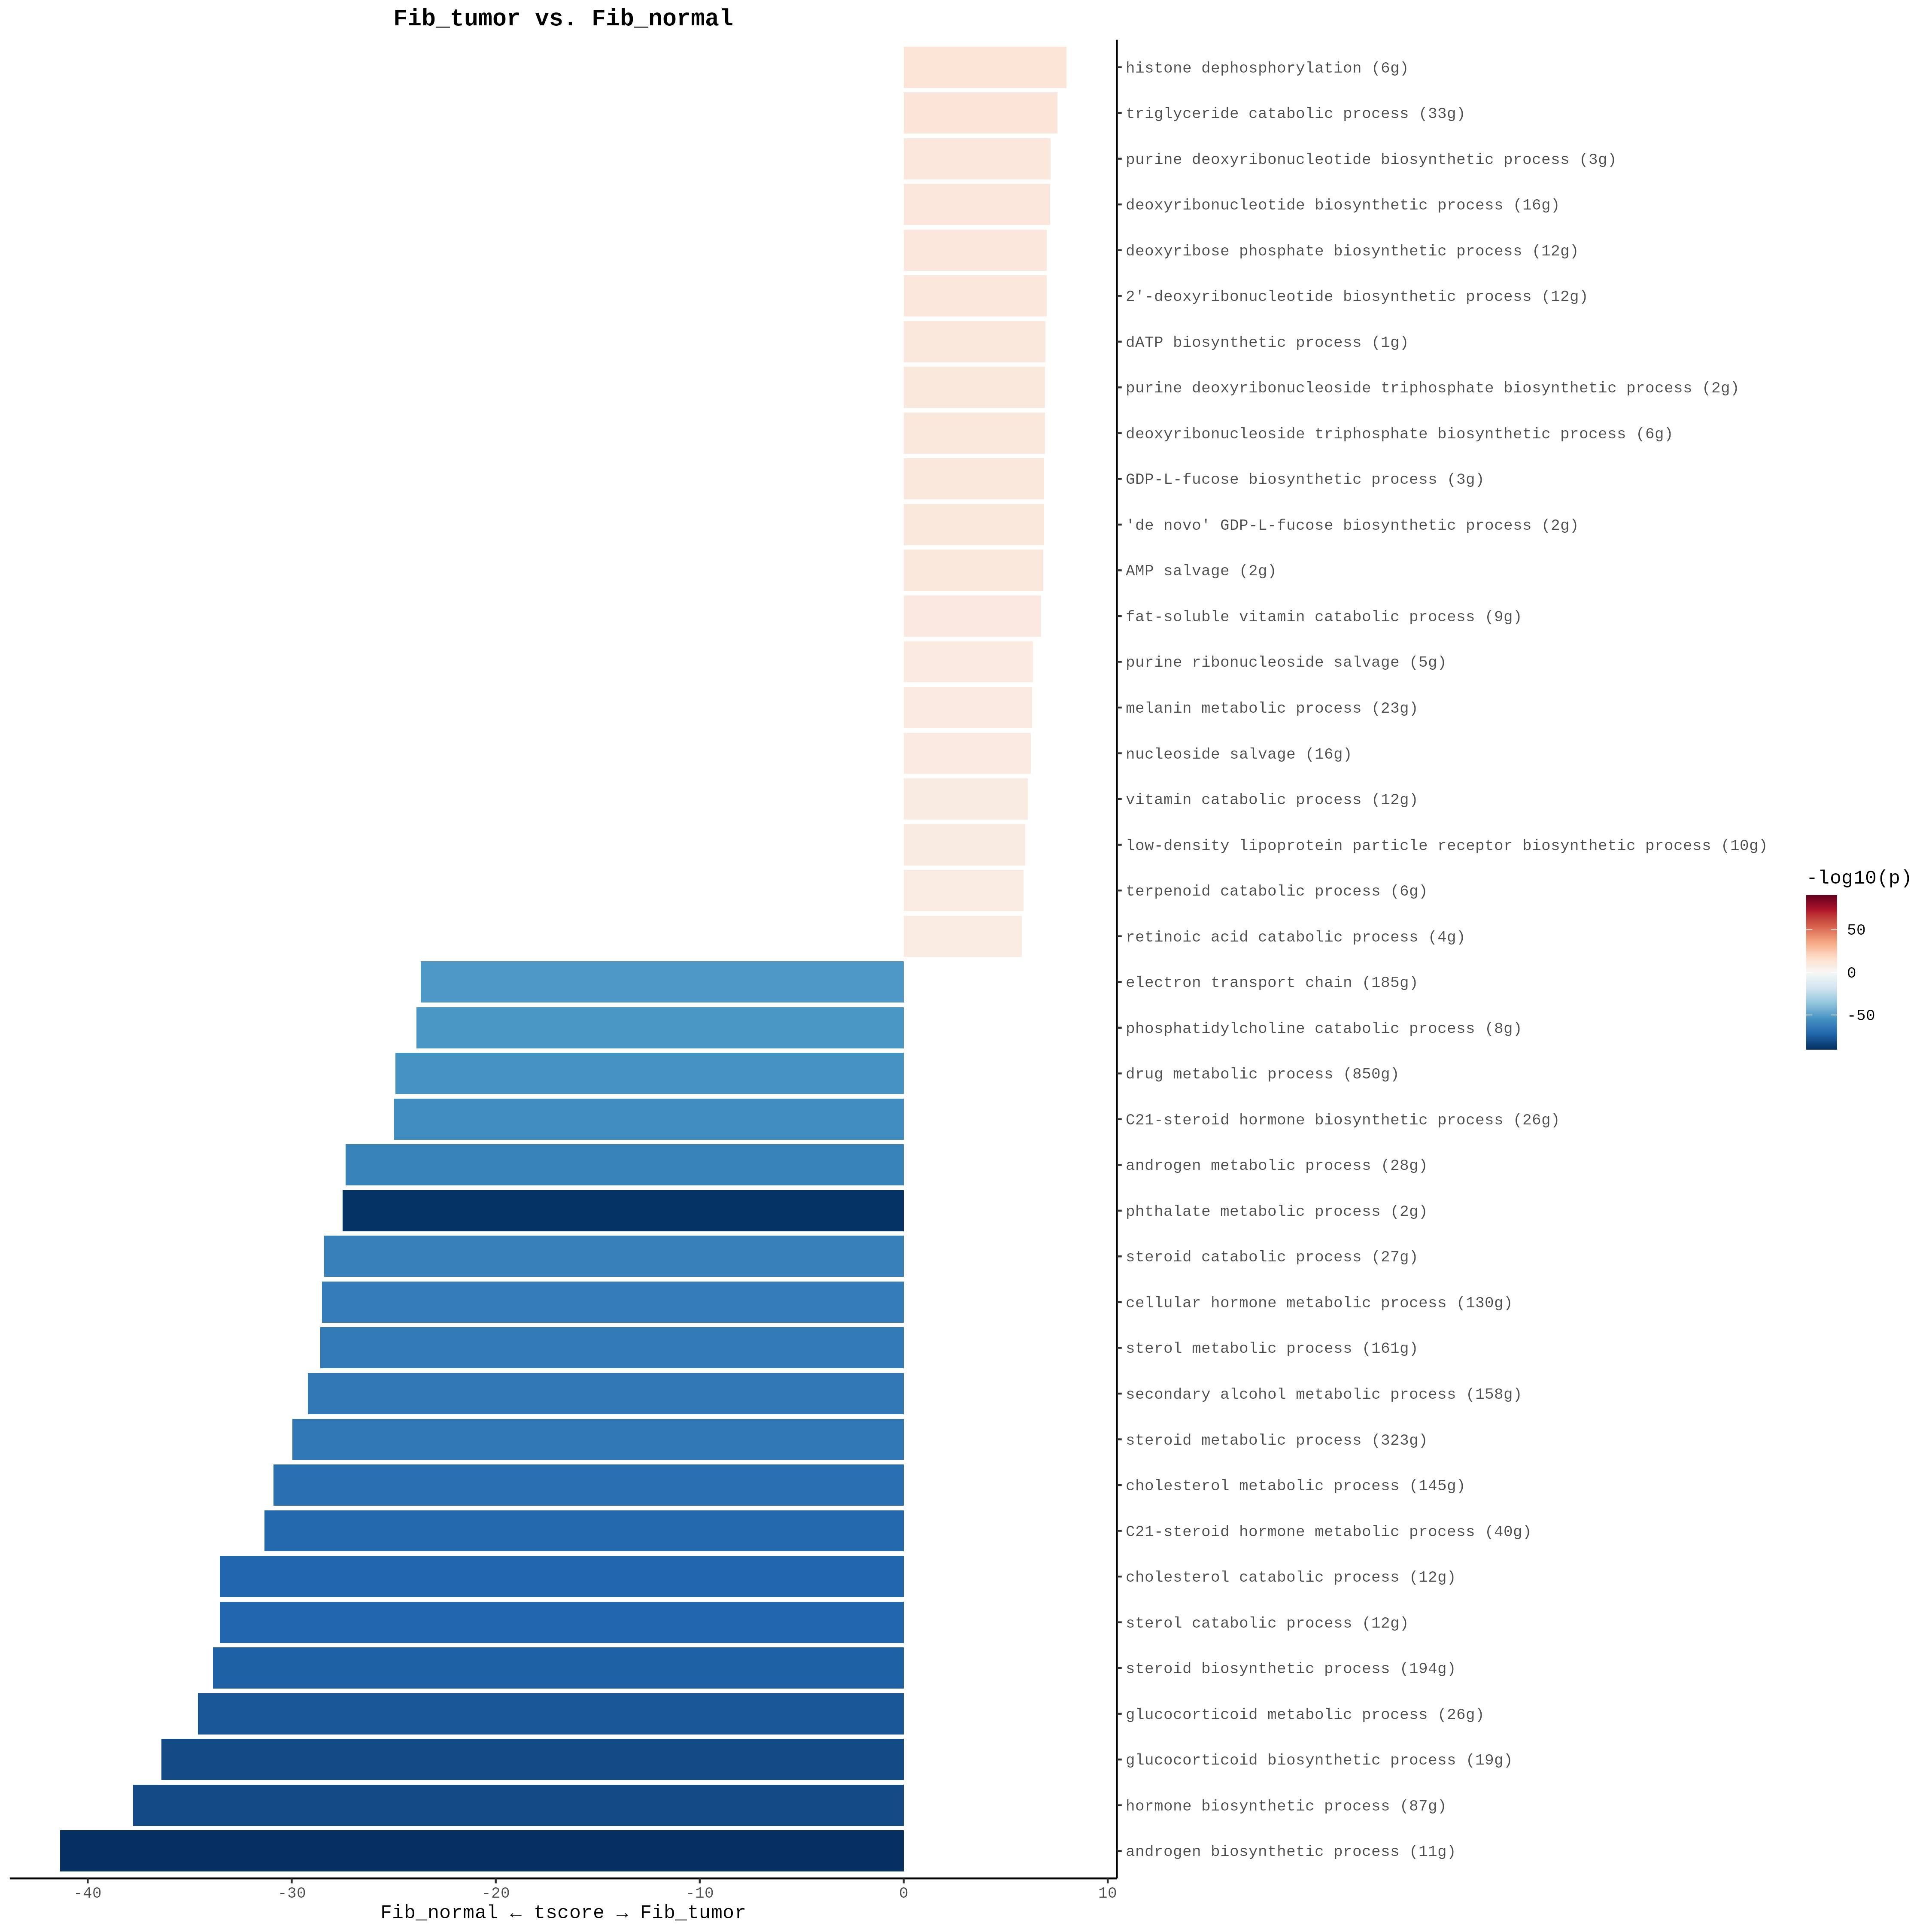 Fib_tumor vs. Fib_normal
histone dephosphorylation (6g)
triglyceride catabolic process (33g)
purine deoxyribonucleotide biosynthetic process (3g)
deoxyribonucleotide biosynthetic process (16g)
deoxyribose phosphate biosynthetic process (12g)
2'-deoxyribonucleotide biosynthetic process (12g)
dATP biosynthetic process (1g)
purine deoxyribonucleoside triphosphate biosynthetic process (2g)
deoxyribonucleoside triphosphate biosynthetic process (6g)
GDP-L-fucose biosynthetic process (3g)
'de novo' GDP-L-fucose biosynthetic process (2g)
AMP salvage (2g)
fat-soluble vitamin catabolic process (9g)
purine ribonucleoside salvage (5g)
melanin metabolic process (23g)
nucleoside salvage (16g)
vitamin catabolic process (12g)
low-density lipoprotein particle receptor biosynthetic process (10g)
terpenoid catabolic process (6g)
retinoic acid catabolic process (4g)
electron transport chain (185g)
phosphatidylcholine catabolic process (8g)
drug metabolic process (850g)
C21-steroid hormone biosynthetic process (26g)
androgen metabolic process (28g)
phthalate metabolic process (2g)
steroid catabolic process (27g)
cellular hormone metabolic process (130g)
sterol metabolic process (161g)
secondary alcohol metabolic process (158g)
steroid metabolic process (323g)
cholesterol metabolic process (145g)
C21-steroid hormone metabolic process (40g)
cholesterol catabolic process (12g)
sterol catabolic process (12g)
steroid biosynthetic process (194g)
glucocorticoid metabolic process (26g)
glucocorticoid biosynthetic process (19g)
hormone biosynthetic process (87g)
androgen biosynthetic process (11g)
-40 -30 -20 -10 0 10
Fib_normal ← tscore → Fib_tumor
-log10(p)
50
0
-50